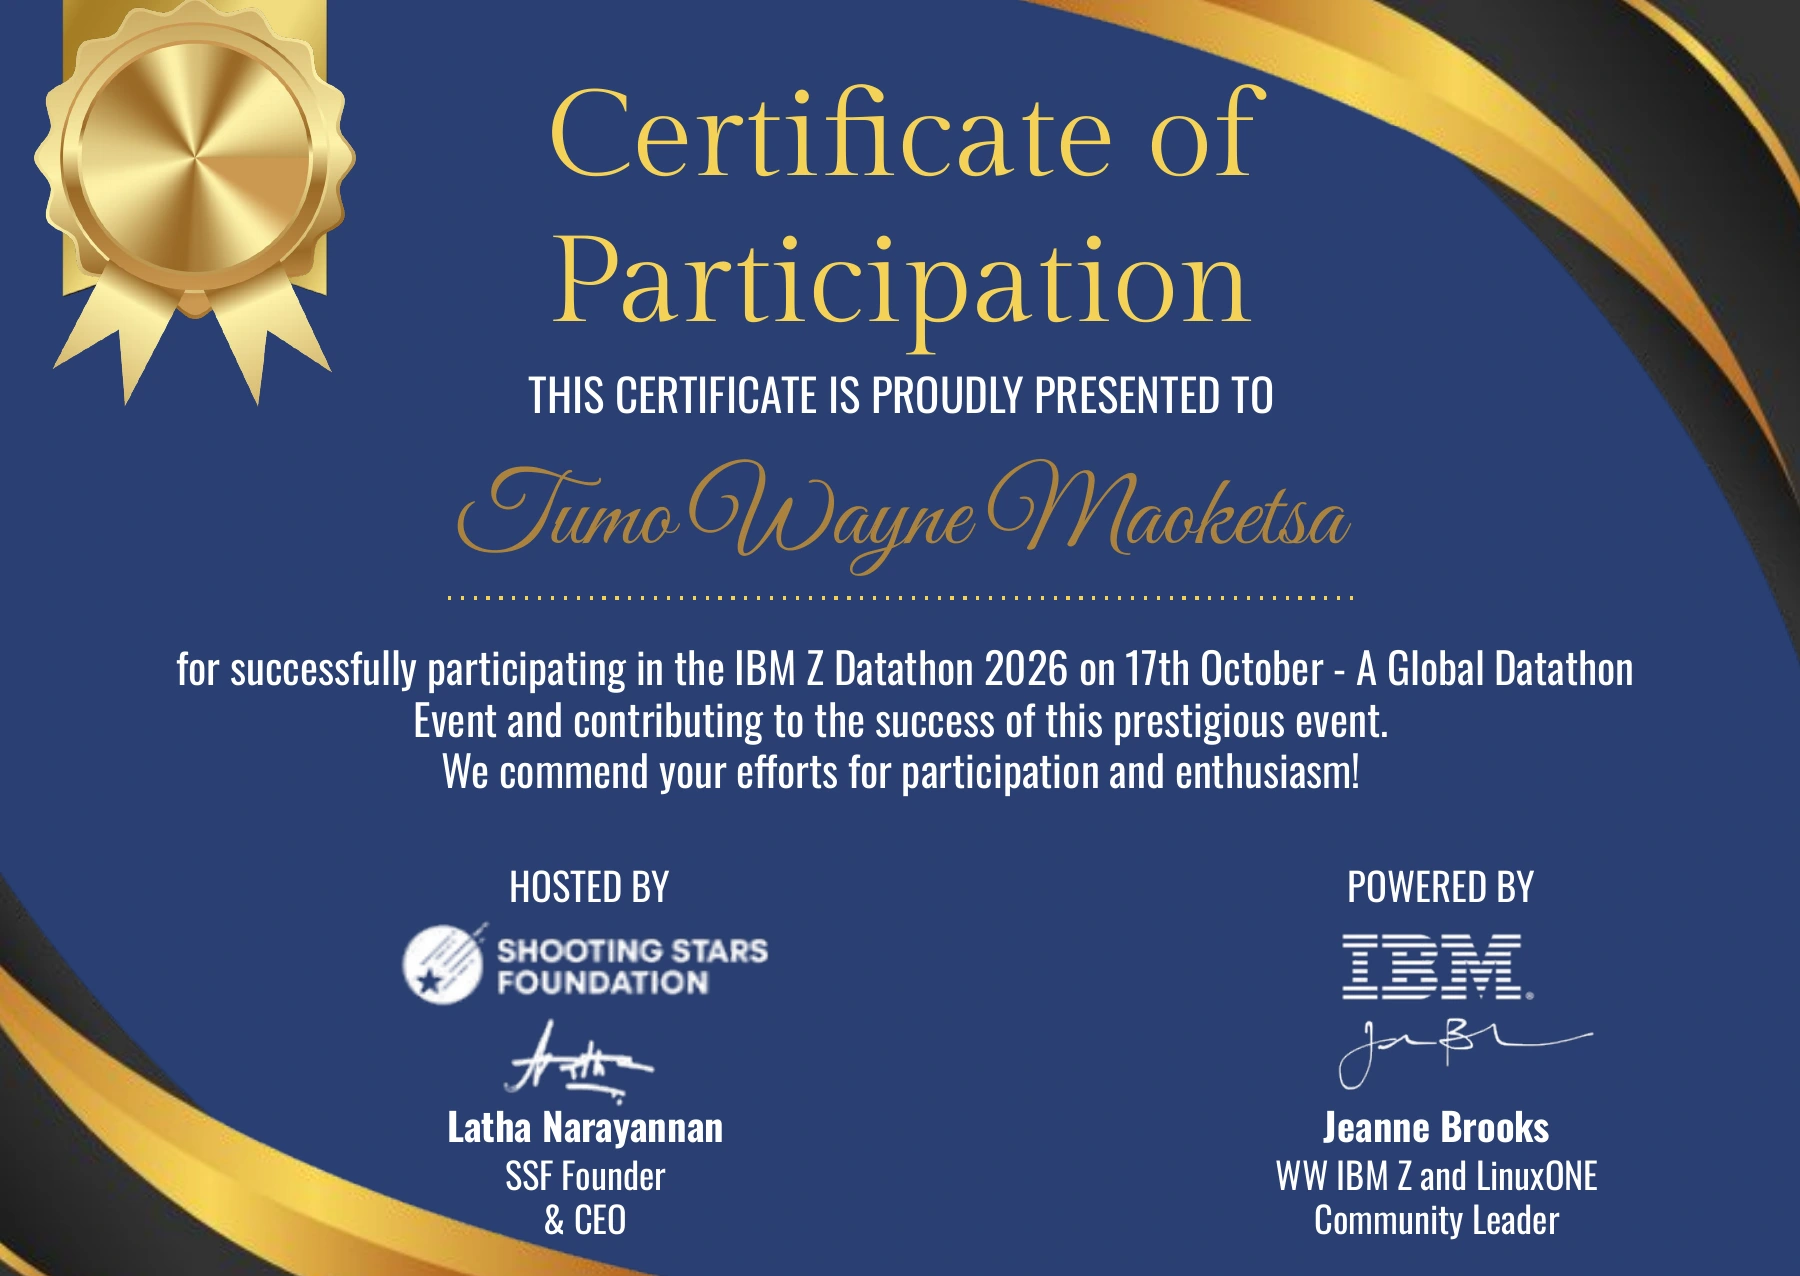 Certificate of
Participation
THIS CERTIFICATE IS PROUDLY PRESENTED TO
Tumo Wayne Maoketsa
for successfully participating in the IBM Z Datathon 2026 on 17th October - A Global Datathon
Event and contributing to the success of this prestigious event.
We commend your efforts for participation and enthusiasm!
HOSTED BY
SHOOTING STARS
FOUNDATION
Latha Narayannan
SSF Founder
& CEO
POWERED BY
IBM®
Jeanne Brooks
WW IBM Z and LinuxONE
Community Leader